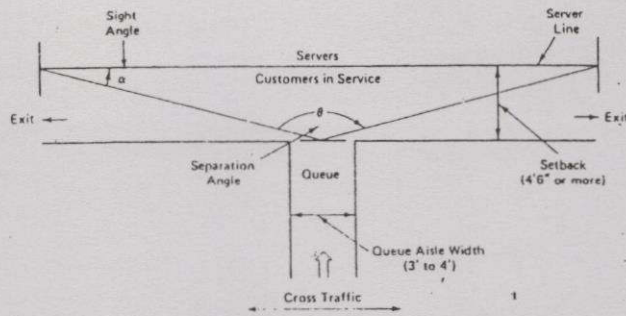 Sight
Angle
Server
Line
Servers
Customers in Service
α
θ
Exit
Exit
Separation
Angle
Queue
Setback
(4'6" or more)
Queue Aisle Width
(3' to 4')
Cross Traffic
1